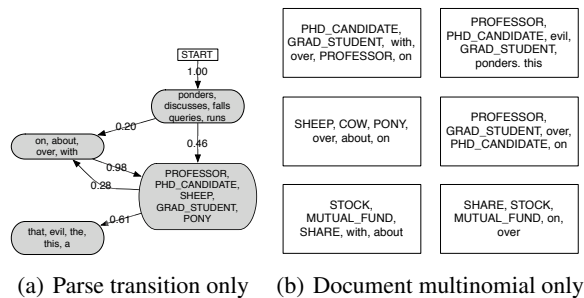 START
1.00
ponders,
discusses, falls
queries, runs
0.20
0.46
on, about,
over, with
0.98
0.28
PROFESSOR,
PHD_CANDIDATE,
SHEEP,
GRAD_STUDENT,
PONY
0.61
that, evil, the,
this, a
(a) Parse transition only
PHD_CANDIDATE,
GRAD_STUDENT, with,
over, PROFESSOR, on
PROFESSOR,
PHD_CANDIDATE, evil,
GRAD_STUDENT,
ponders. this
SHEEP, COW, PONY,
over, about, on
PROFESSOR,
GRAD_STUDENT, over,
PHD_CANDIDATE, on
STOCK,
MUTUAL_FUND,
SHARE, with, about
SHARE, STOCK,
MUTUAL_FUND, on,
over
(b) Document multinomial only